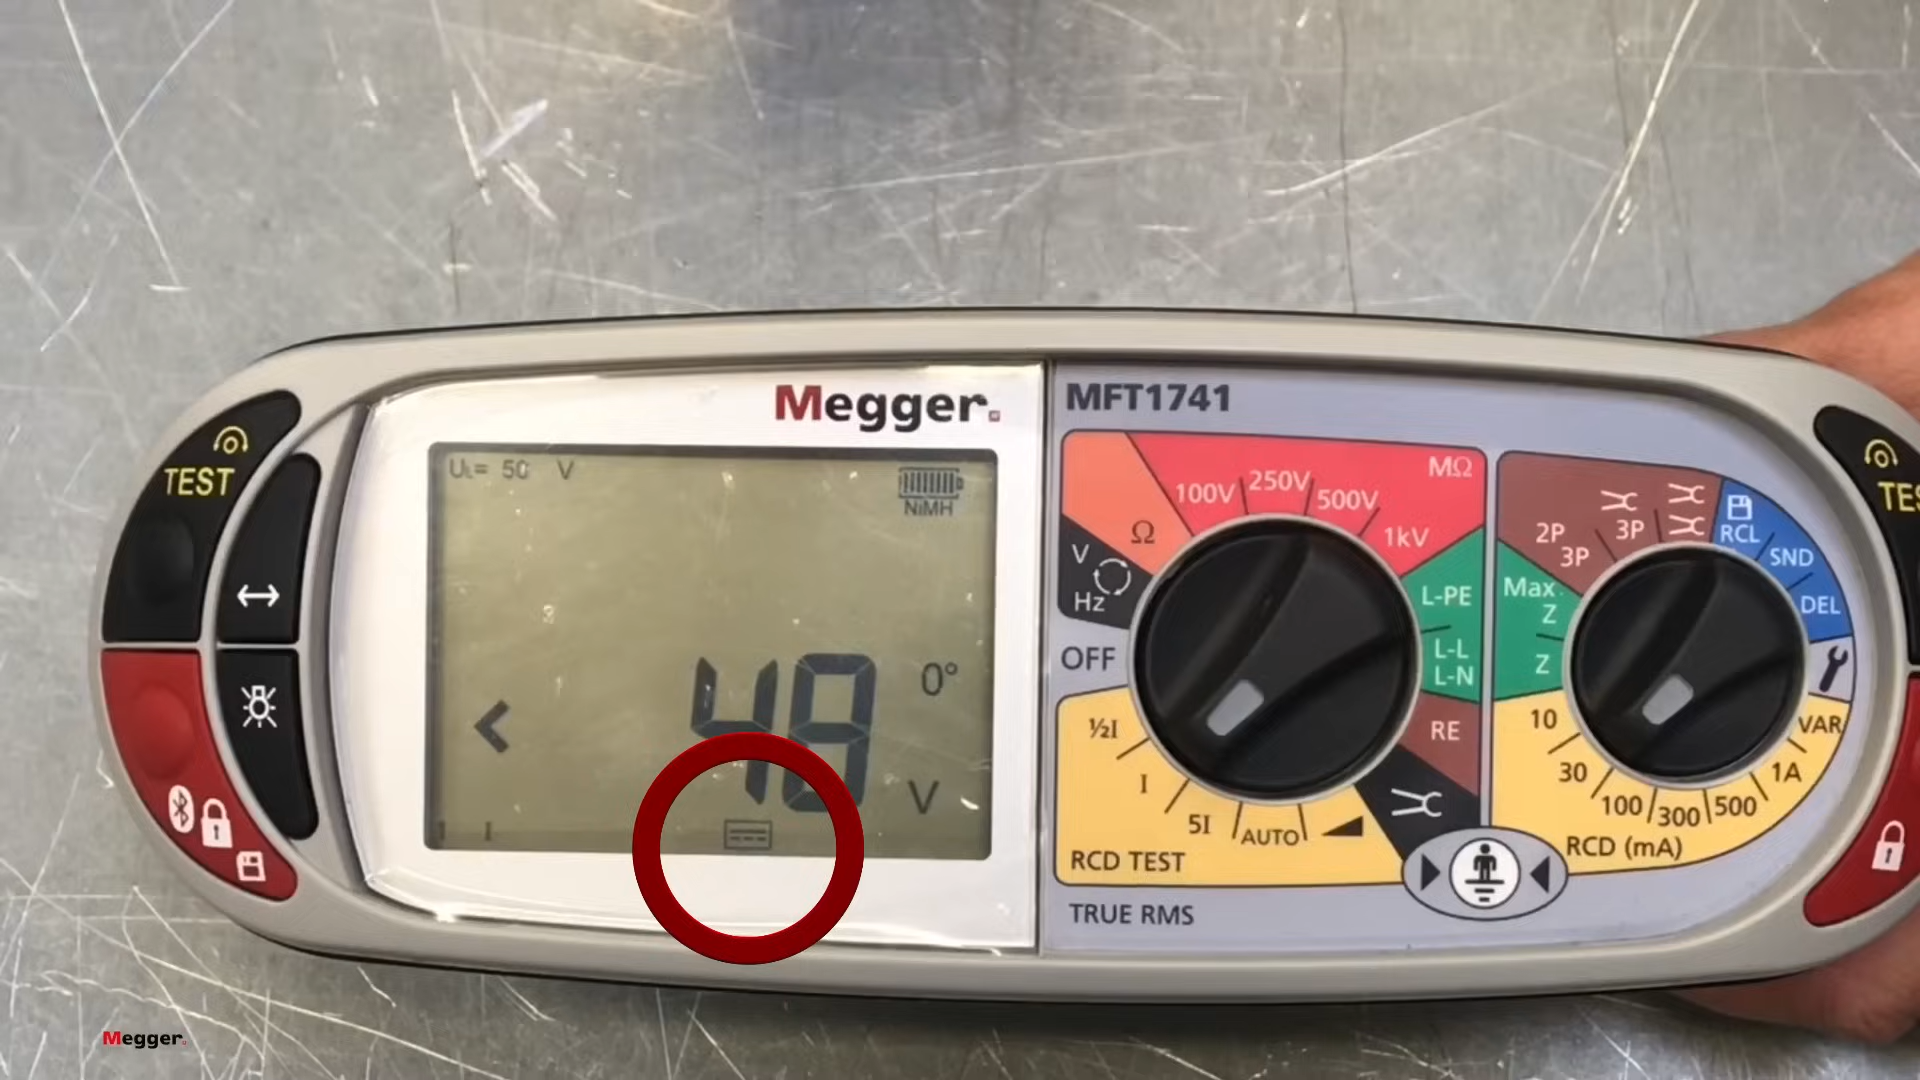 Megger.
UL= 50 V
NiMH
0°
< 48
V
1 I
TEST
MFT1741
MΩ
100V
250V
500V
1kV
Ω
V
Hz
OFF
L-PE
L-L
L-N
RE
½I
I
5I
AUTO
RCD TEST
TRUE RMS
2P
3P
3P
RCL
SND
DEL
Max
Z
Z
10
30
100
300
500
1A
VAR
RCD (mA)
TES
Megger.